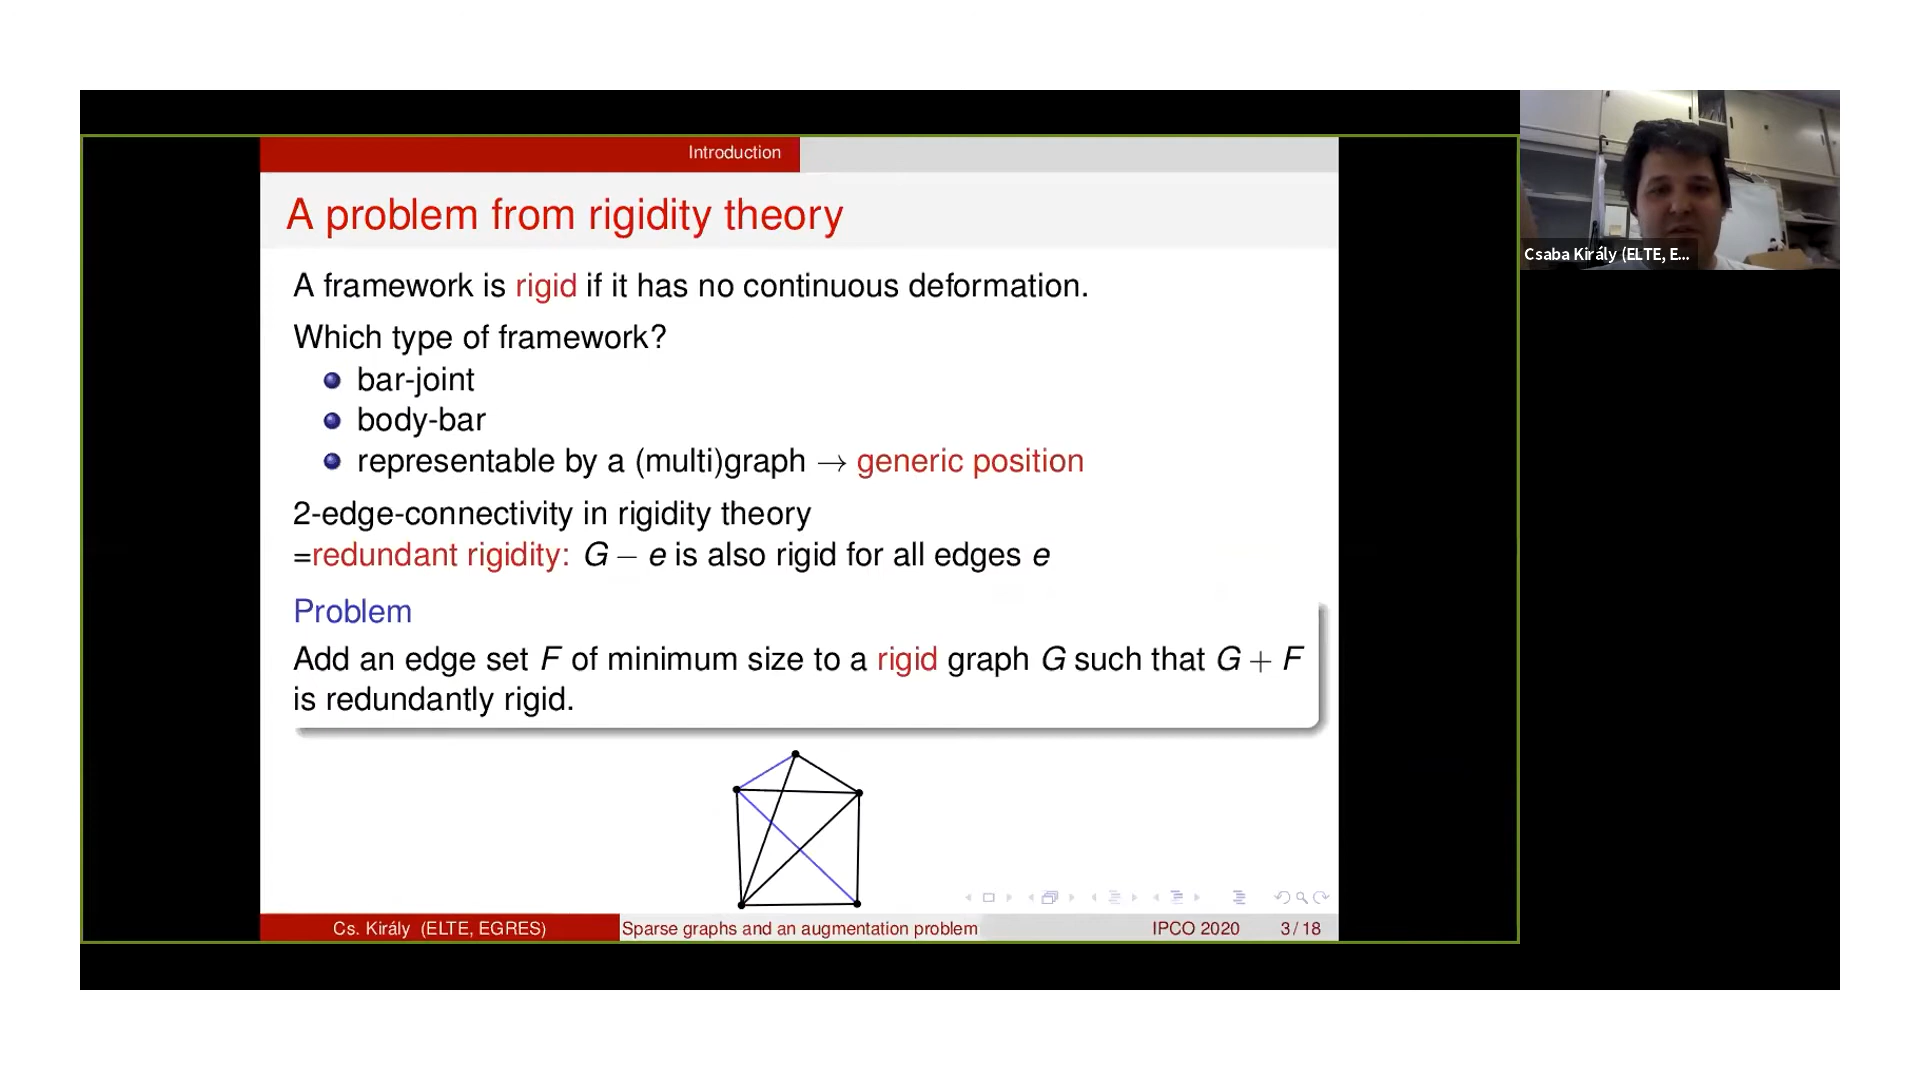 Introduction
A problem from rigidity theory
A framework is rigid if it has no continuous deformation.
Which type of framework?
bar-joint
body-bar
representable by a (multi)graph → generic position
2-edge-connectivity in rigidity theory
=redundant rigidity: G − e is also rigid for all edges e
Problem
Add an edge set F of minimum size to a rigid graph G such that G + F
is redundantly rigid.
Cs. Király (ELTE, EGRES)
Sparse graphs and an augmentation problem
IPCO 2020
3 / 18
Csaba Király (ELTE, E...